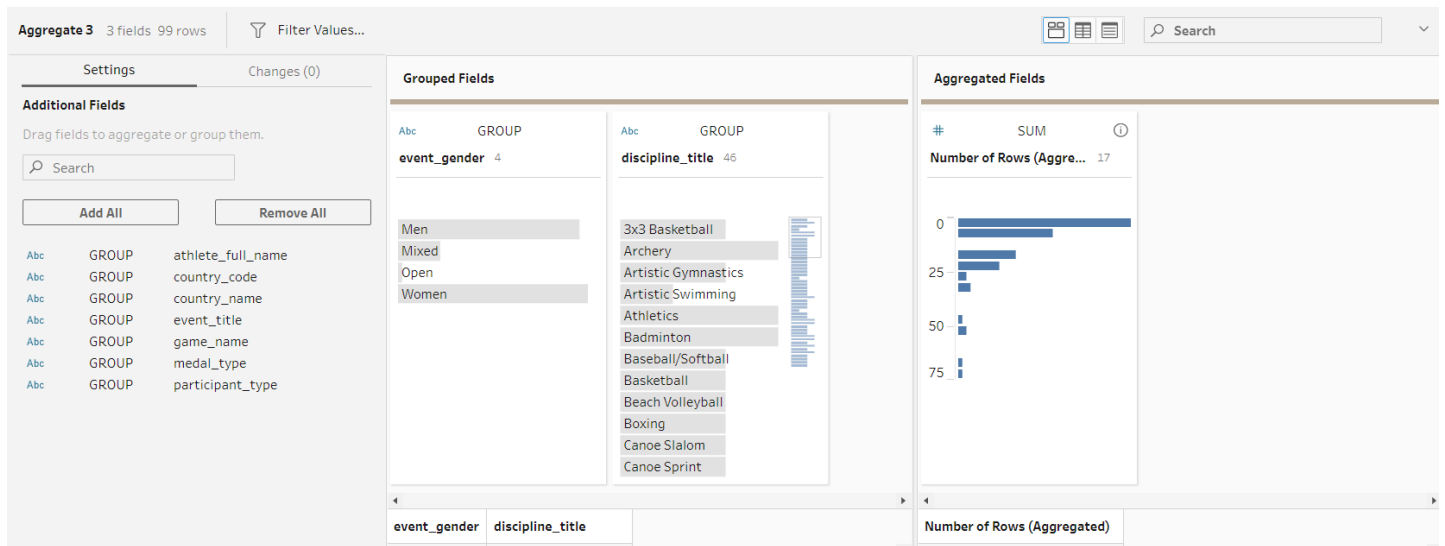 Aggregate 3 3 fields 99 rows Filter Values... Search
Settings Changes (0)
Additional Fields
Drag fields to aggregate or group them.
Search
Add All Remove All
Abc GROUP athlete_full_name
Abc GROUP country_code
Abc GROUP country_name
Abc GROUP event_title
Abc GROUP game_name
Abc GROUP medal_type
Abc GROUP participant_type
Grouped Fields
Abc GROUP
event_gender 4
Men
Mixed
Open
Women
Abc GROUP
discipline_title 46
3x3 Basketball
Archery
Artistic Gymnastics
Artistic Swimming
Athletics
Badminton
Baseball/Softball
Basketball
Beach Volleyball
Boxing
Canoe Slalom
Canoe Sprint
event_gender discipline_title
Aggregated Fields
# SUM
Number of Rows (Aggre... 17
0
25
50
75
Number of Rows (Aggregated)